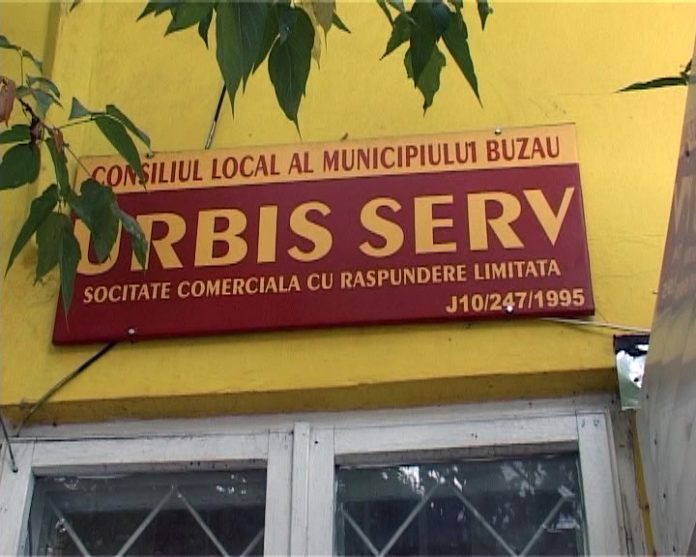 CONSILIUL LOCAL AL MUNICIPIULUI BUZAU
URBIS SERV
SOCITATE COMERCIALA CU RASPUNDERE LIMITATA
J10/247/1995